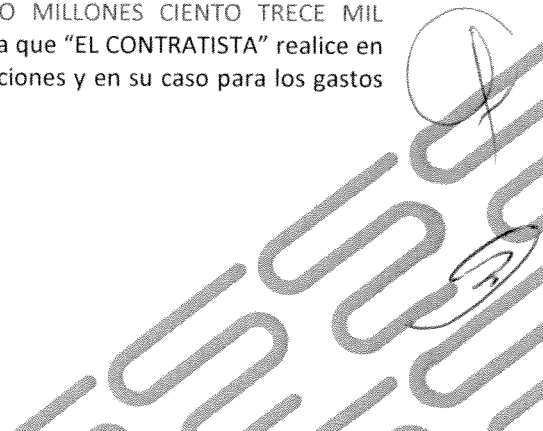 MILLONES CIENTO TRECE MIL
que “EL CONTRATISTA” realice en
ciones y en su caso para los gastos